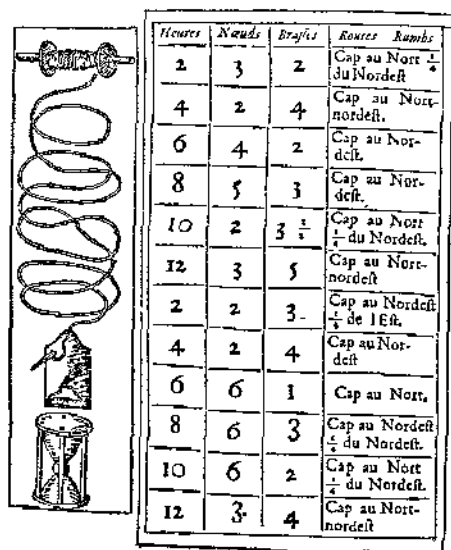 Heures Nœuds Braſſes Routes Rumbs
2 3 2 Cap au Nort 1/4
du Nordeſt
4 2 4 Cap au Nort-
nordeſt.
6 4 2 Cap au Nor-
deſt.
8 5 3 Cap au Nor-
deſt.
10 2 3 1/2 Cap au Nort
1/4 du Nordeſt.
12 3 5 Cap au Nort-
nordeſt
2 2 3 Cap au Nordeſt
1/4 de l Eſt.
4 2 4 Cap au Nor-
deſt
6 6 1 Cap au Nort.
8 6 3 Cap au Nordeſt
1/4 du Nordeſt.
10 6 2 Cap au Nort
1/4 du Nordeſt.
12 3. 4 Cap au Nort-
nordeſt